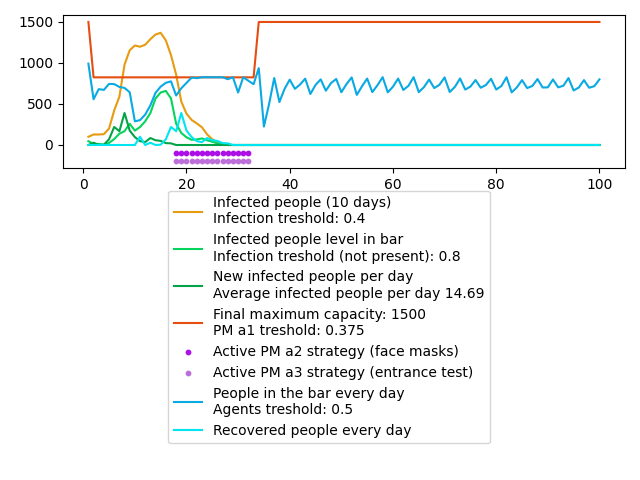 1500
1000
500
0
0 20 40 60 80 100
Infected people (10 days)
Infection treshold: 0.4
Infected people level in bar
Infection treshold (not present): 0.8
New infected people per day
Average infected people per day 14.69
Final maximum capacity: 1500
PM a1 treshold: 0.375
Active PM a2 strategy (face masks)
Active PM a3 strategy (entrance test)
People in the bar every day
Agents treshold: 0.5
Recovered people every day